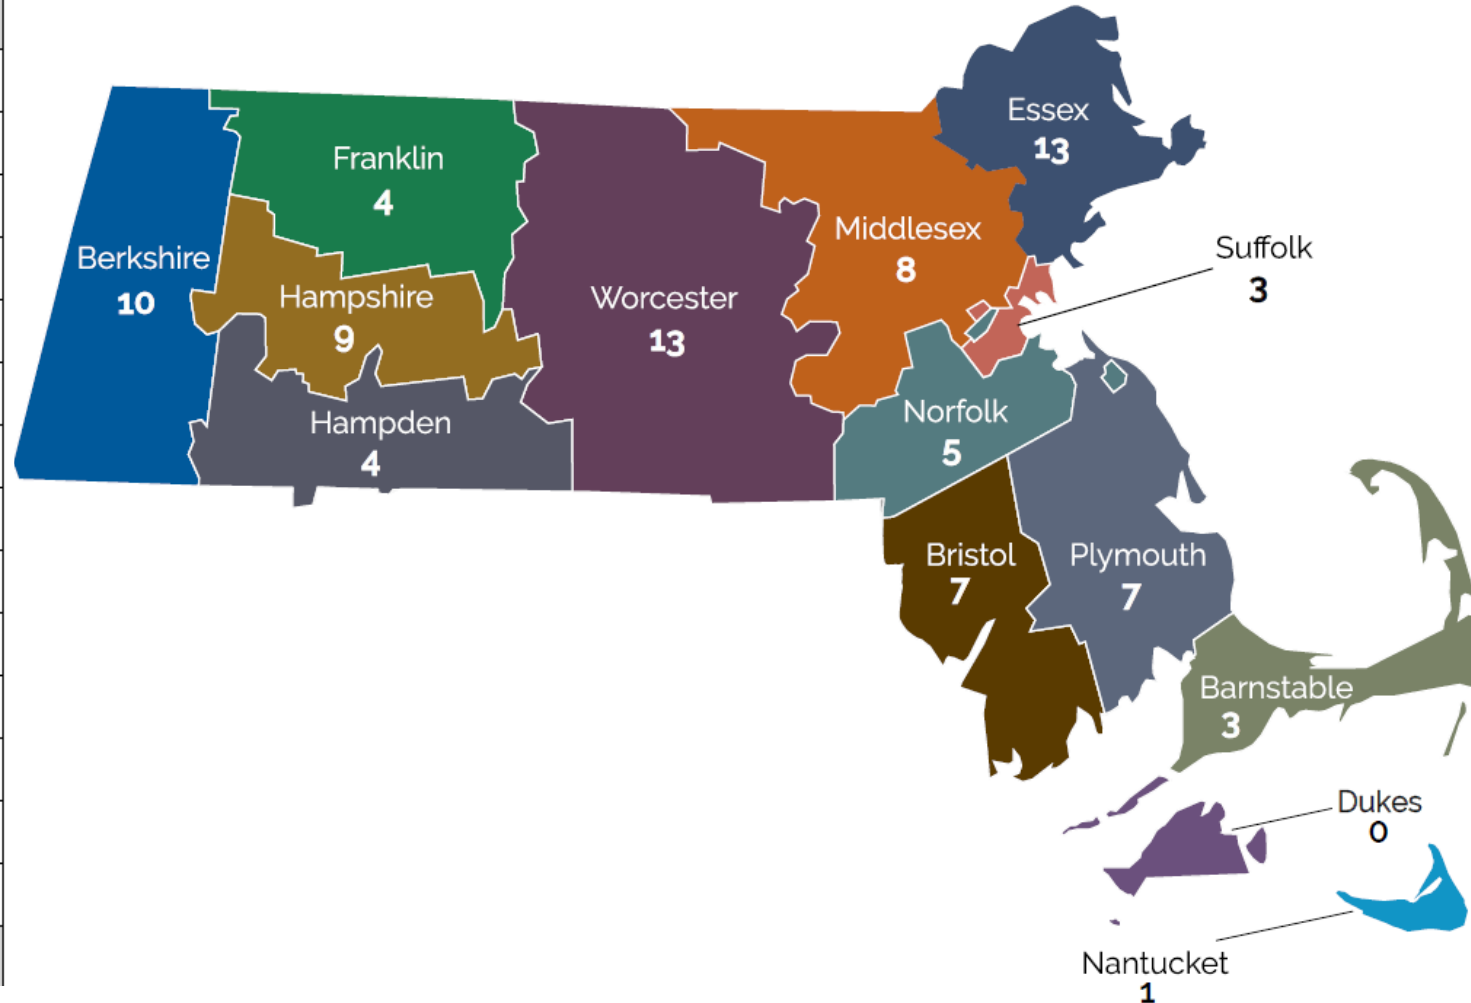 Essex
13
Franklin
4
Middlesex
8
Suffolk
3
Berkshire
10
Hampshire
9
Worcester
13
Hampden
4
Norfolk
5
Bristol
7
Plymouth
7
Barnstable
3
Dukes
0
Nantucket
1